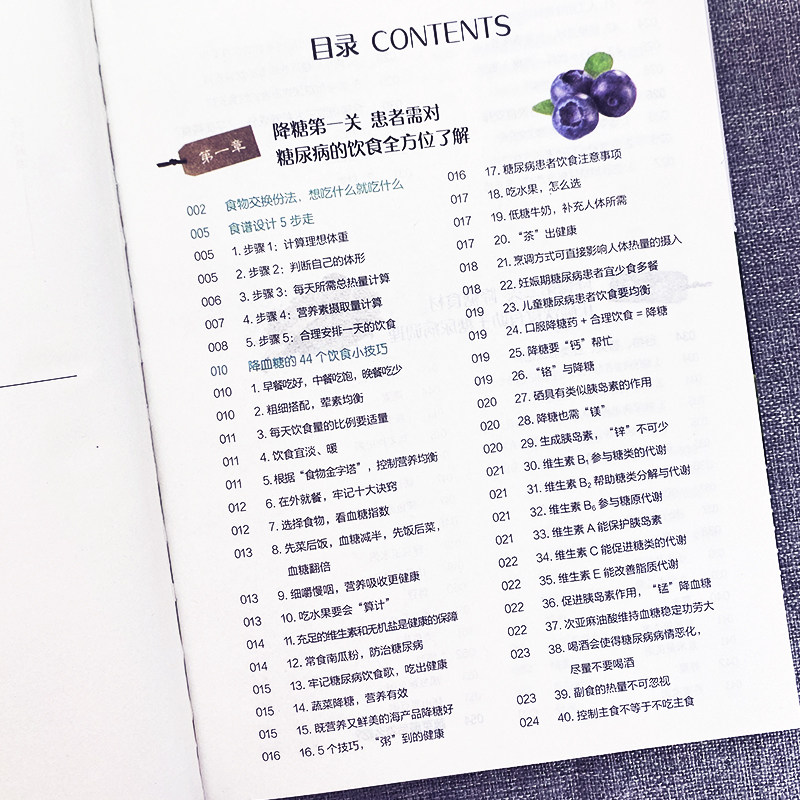 目录 CONTENTS
第一章
降糖第一关 患者需对
糖尿病的饮食全方位了解
002 食物交换份法，想吃什么就吃什么
005 食谱设计 5 步走
005 1. 步骤 1：计算理想体重
005 2. 步骤 2：判断自己的体形
006 3. 步骤 3：每天所需总热量计算
007 4. 步骤 4：营养素摄取量计算
008 5. 步骤 5：合理安排一天的饮食
010 降血糖的 44 个饮食小技巧
010 1. 早餐吃好，中餐吃饱，晚餐吃少
010 2. 粗细搭配，荤素均衡
011 3. 每天饮食量的比例要适量
011 4. 饮食宜淡、暖
011 5. 根据“食物金字塔”，控制营养均衡
012 6. 在外就餐，牢记十大诀窍
012 7. 选择食物，看血糖指数
013 8. 先菜后饭，血糖减半，先饭后菜，
血糖翻倍
013 9. 细嚼慢咽，营养吸收更健康
013 10. 吃水果要会“算计”
014 11. 充足的维生素和无机盐是健康的保障
014 12. 常食南瓜粉，防治糖尿病
015 13. 牢记糖尿病饮食歌，吃出健康
015 14. 蔬菜降糖，营养有效
015 15. 既营养又鲜美的海产品降糖好
016 16. 5 个技巧，“粥”到的健康
016 17. 糖尿病患者饮食注意事项
017 18. 吃水果，怎么选
017 19. 低糖牛奶，补充人体所需
017 20. “茶”出健康
018 21. 烹调方式可直接影响人体热量的摄入
018 22. 妊娠期糖尿病患者宜少食多餐
019 23. 儿童糖尿病患者饮食要均衡
019 24. 口服降糖药 + 合理饮食 = 降糖
019 25. 降糖要“钙”帮忙
019 26. “铬”与降糖
020 27. 硒具有类似胰岛素的作用
020 28. 降糖也需“镁”
020 29. 生成胰岛素，“锌”不可少
021 30. 维生素 B₁ 参与糖类的代谢
021 31. 维生素 B₂ 帮助糖类分解与代谢
021 32. 维生素 B₆ 参与糖原代谢
021 33. 维生素 A 能保护胰岛素
022 34. 维生素 C 能促进糖类的代谢
022 35. 维生素 E 能改善脂质代谢
022 36. 促进胰岛素作用，“锰”降血糖
022 37. 次亚麻油酸维持血糖稳定功劳大
023 38. 喝酒会使得糖尿病病情恶化，
尽量不要喝酒
023 39. 副食的热量不可忽视
024 40. 控制主食不等于不吃主食